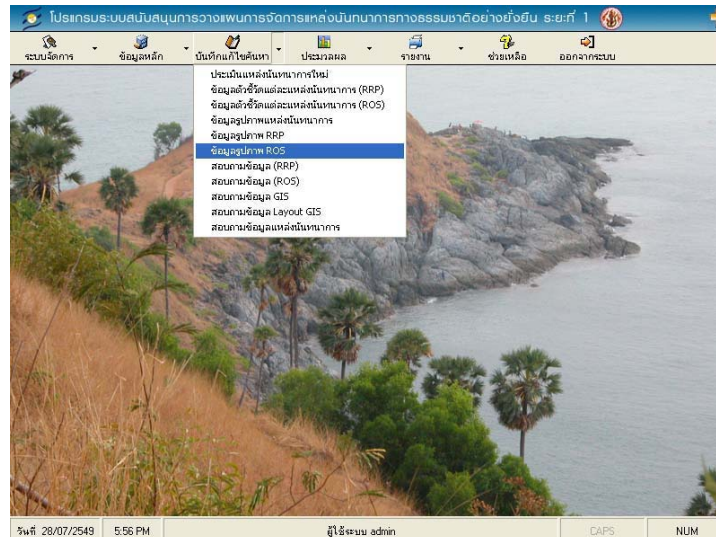 โปรแกรมระบบสนับสนุนการวางแผนการจัดการแหล่งนันทนาการทางธรรมชาติอย่างยั่งยืน ระยะที่ 1
ระบบจัดการ ข้อมูลหลัก บันทึกแก้ไขค้นหา ประมวลผล รายงาน ช่วยเหลือ ออกจากระบบ
ประเมินแหล่งนันทนาการใหม่
ข้อมูลตัวชี้วัดแต่ละแหล่งนันทนาการ (RRP)
ข้อมูลตัวชี้วัดแต่ละแหล่งนันทนาการ (ROS)
ข้อมูลรูปภาพแหล่งนันทนาการ
ข้อมูลรูปภาพ RRP
ข้อมูลรูปภาพ ROS
สอบถามข้อมูล (RRP)
สอบถามข้อมูล (ROS)
สอบถามข้อมูล GIS
สอบถามข้อมูล Layout GIS
สอบถามข้อมูลแหล่งนันทนาการ
วันที่ 28/07/2549 5:56 PM ผู้ใช้ระบบ admin CAPS NUM